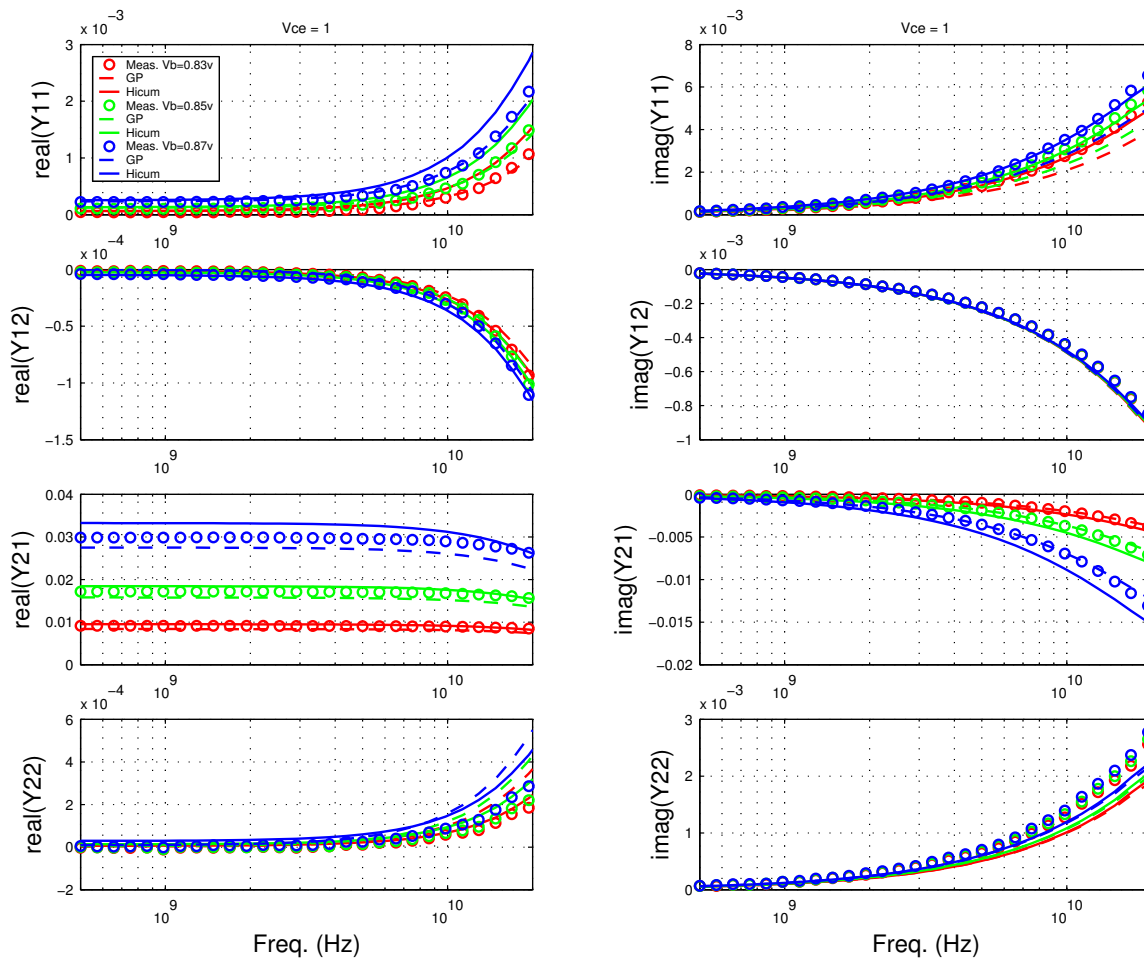 x 10^-3
Vce = 1
3
2
1
0
real(Y11)
Meas. Vb=0.83v
GP
Hicum
Meas. Vb=0.85v
GP
Hicum
Meas. Vb=0.87v
GP
Hicum
10^9
10^10
x 10^-3
Vce = 1
8
6
4
2
0
imag(Y11)
10^9
10^10
x 10^-4
0
−0.5
−1
−1.5
real(Y12)
10^9
10^10
x 10^-3
0
−0.2
−0.4
−0.6
−0.8
−1
imag(Y12)
10^9
10^10
0.04
0.03
0.02
0.01
0
real(Y21)
10^9
10^10
0
−0.005
−0.01
−0.015
−0.02
imag(Y21)
10^9
10^10
x 10^-4
6
4
2
0
−2
real(Y22)
10^9
10^10
Freq. (Hz)
x 10^-3
3
2
1
0
imag(Y22)
10^9
10^10
Freq. (Hz)